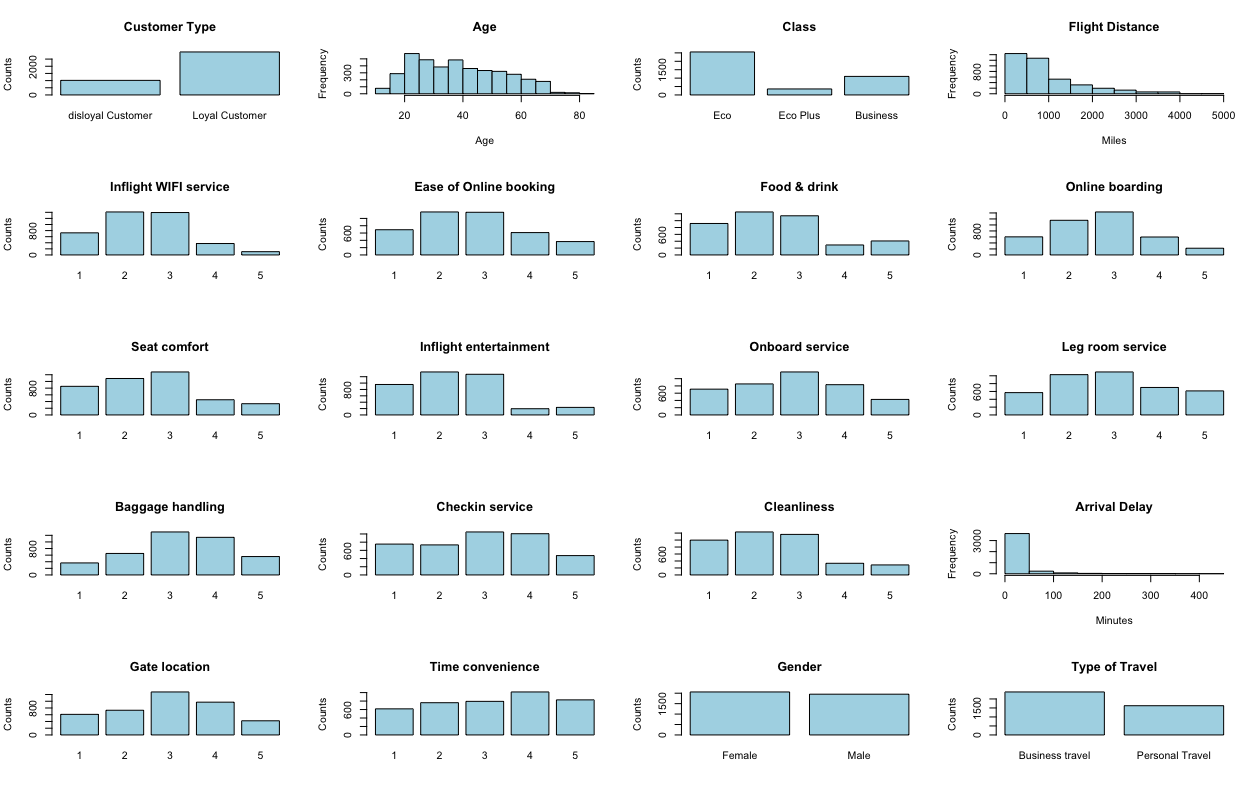 Customer Type
Counts
0 2000
disloyal Customer Loyal Customer
Age
Frequency
0 300
20 40 60 80
Age
Class
Counts
0 1500
Eco Eco Plus Business
Flight Distance
Frequency
0 800
0 1000 2000 3000 4000 5000
Miles
Inflight WIFI service
Counts
0 800
1 2 3 4 5
Ease of Online booking
Counts
0 600
1 2 3 4 5
Food & drink
Counts
0 600
1 2 3 4 5
Online boarding
Counts
0 800
1 2 3 4 5
Seat comfort
Counts
0 800
1 2 3 4 5
Inflight entertainment
Counts
0 800
1 2 3 4 5
Onboard service
Counts
0 600
1 2 3 4 5
Leg room service
Counts
0 600
1 2 3 4 5
Baggage handling
Counts
0 800
1 2 3 4 5
Checkin service
Counts
0 600
1 2 3 4 5
Cleanliness
Counts
0 600
1 2 3 4 5
Arrival Delay
Frequency
0 3000
0 100 200 300 400
Minutes
Gate location
Counts
0 800
1 2 3 4 5
Time convenience
Counts
0 600
1 2 3 4 5
Gender
Counts
0 1500
Female Male
Type of Travel
Counts
0 1500
Business travel Personal Travel